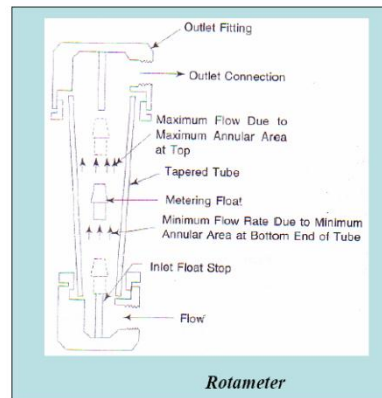 Outlet Fitting
Outlet Connection
Maximum Flow Due to
Maximum Annular Area
at Top
Tapered Tube
Metering Float
Minimum Flow Rate Due to Minimum
Annular Area at Bottom End of Tube
Inlet Float Stop
Flow
Rotameter